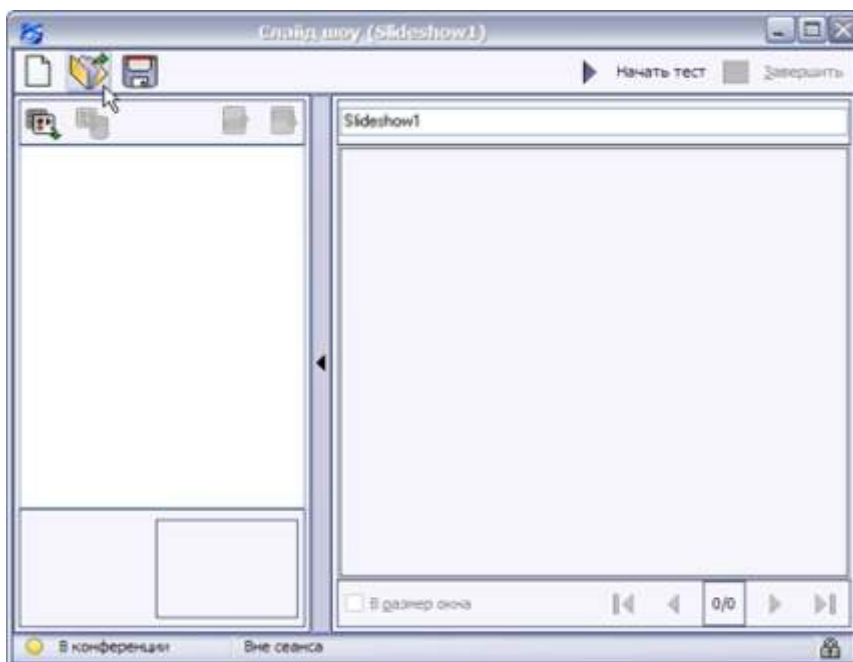 Слайд шоу (Slideshow1)
Начать тест
Завершить
Slideshow1
В размер окна
0/0
В конференции
Вне сеанса